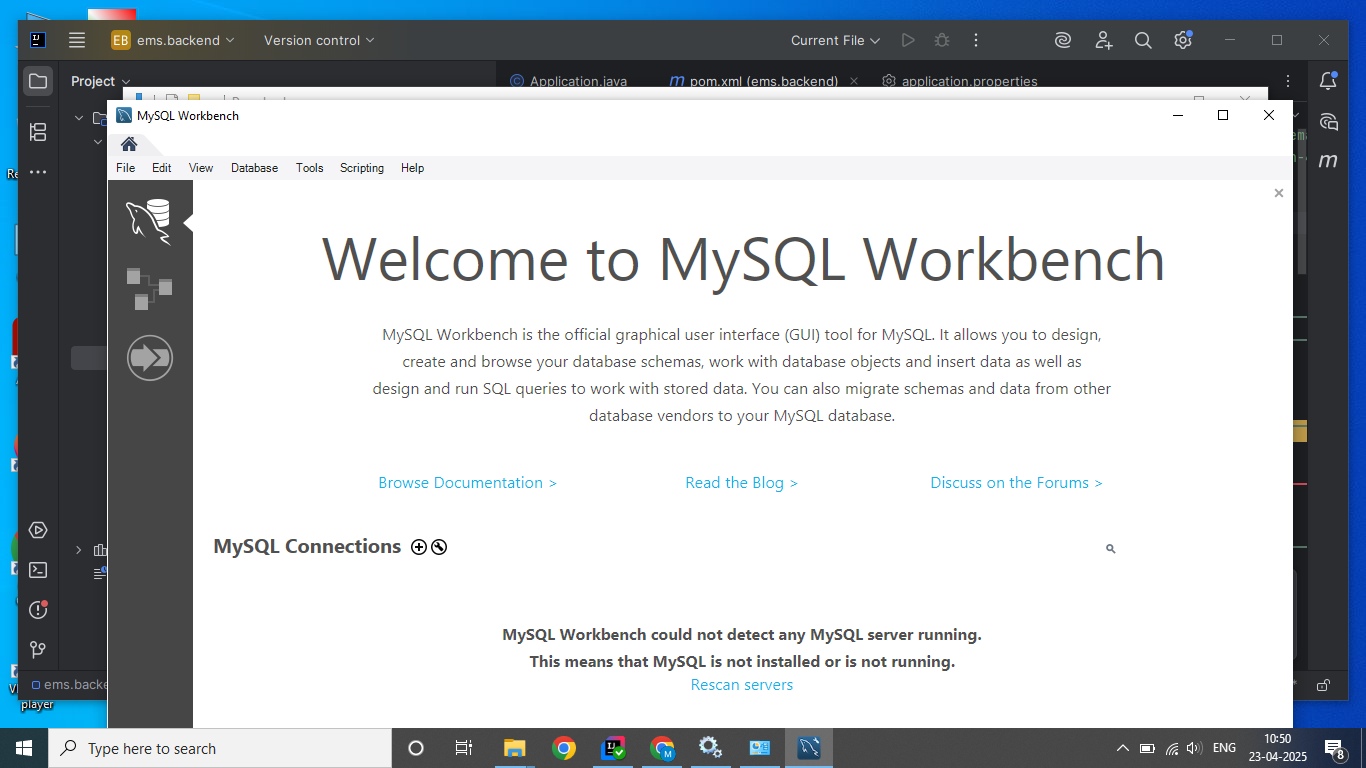 EB ems.backend
Version control
Current File
Project
Application.java
pom.xml (ems.backend)
application.properties
MySQL Workbench
File Edit View Database Tools Scripting Help
Welcome to MySQL Workbench
MySQL Workbench is the official graphical user interface (GUI) tool for MySQL. It allows you to design,
create and browse your database schemas, work with database objects and insert data as well as
design and run SQL queries to work with stored data. You can also migrate schemas and data from other
database vendors to your MySQL database.
Browse Documentation >
Read the Blog >
Discuss on the Forums >
MySQL Connections
MySQL Workbench could not detect any MySQL server running.
This means that MySQL is not installed or is not running.
Rescan servers
ems.backe
player
Type here to search
ENG
10:50
23-04-2025
8